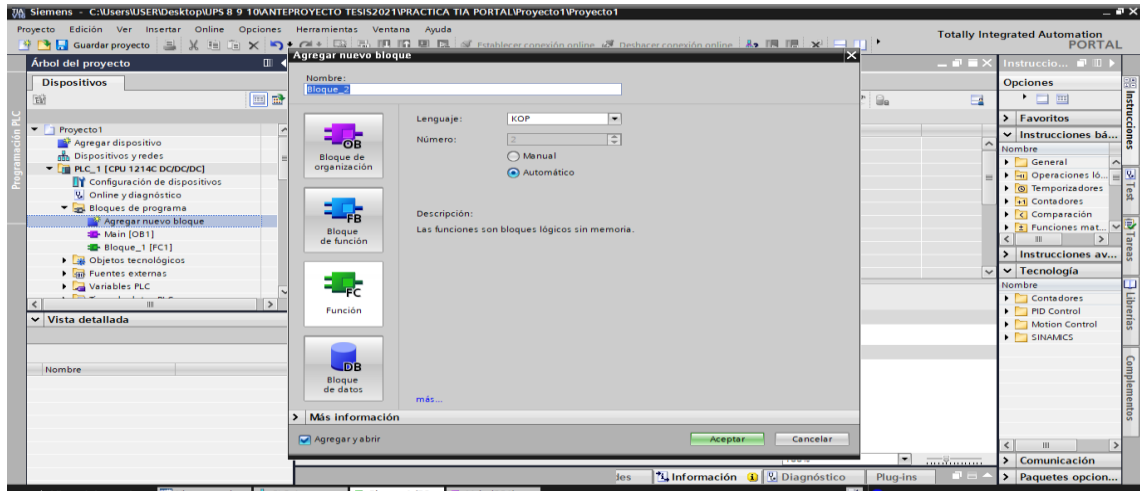 Siemens - C:\Users\USER\Desktop\UPS 8 9 10\ANTEPROYECTO TESIS2021\PRACTICA TIA PORTAL\Proyecto1\Proyecto1
Proyecto Edición Ver Insertar Online Opciones Herramientas Ventana Ayuda
Totally Integrated Automation
PORTAL
Guardar proyecto
Establecer conexión online
Deshacer conexión online
Programación PLC
Árbol del proyecto
Dispositivos
Proyecto1
Agregar dispositivo
Dispositivos y redes
PLC_1 [CPU 1214C DC/DC/DC]
Configuración de dispositivos
Online y diagnóstico
Bloques de programa
Agregar nuevo bloque
Main [OB1]
Bloque_1 [FC1]
Objetos tecnológicos
Fuentes externas
Variables PLC
Vista detallada
Nombre
Agregar nuevo bloque
Nombre:
Bloque_2
OB
Bloque de
organización
FB
Bloque
de función
FC
Función
DB
Bloque
de datos
Lenguaje: KOP
Número: 2
Manual
Automático
Descripción:
Las funciones son bloques lógicos sin memoria.
más...
Más información
Agregar y abrir
Aceptar
Cancelar
Información
Diagnóstico
Plug-ins
Instruccio...
Opciones
Favoritos
Instrucciones bá...
Nombre
General
Operaciones ló...
Temporizadores
Contadores
Comparación
Funciones mat...
Instrucciones av...
Tecnología
Nombre
Contadores
PID Control
Motion Control
SINAMICS
Comunicación
Paquetes opcion...
Instrucciones
Test
Tareas
Librerías
Complementos